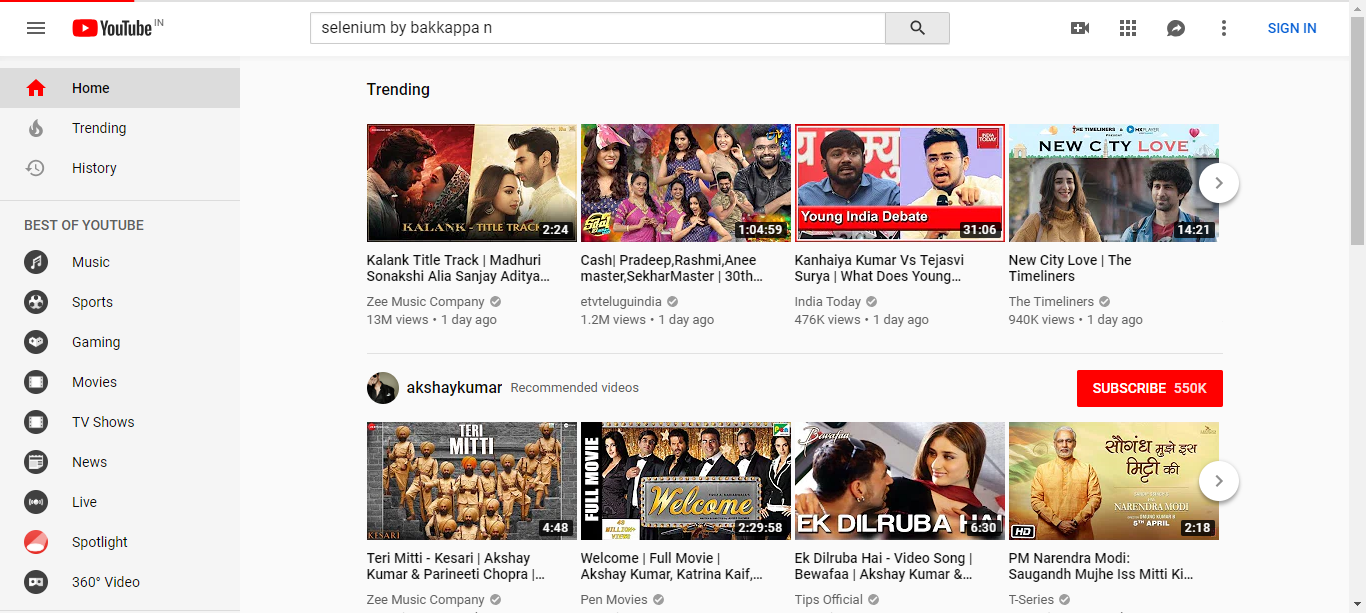 YouTube IN
selenium by bakkappa n
SIGN IN
Home
Trending
History
BEST OF YOUTUBE
Music
Sports
Gaming
Movies
TV Shows
News
Live
Spotlight
360° Video
Trending
KALANK - TITLE TRACK
2:24
1:04:59
INDIA TODAY
Young India Debate
31:06
THE TIMELINERS & MXPLAYER
PRESENT
NEW CITY LOVE
14:21
Kalank Title Track | Madhuri
Sonakshi Alia Sanjay Aditya...
Zee Music Company
13M views • 1 day ago
Cash| Pradeep,Rashmi,Anee
master,SekharMaster | 30th...
etvteluguindia
1.2M views • 1 day ago
Kanhaiya Kumar Vs Tejasvi
Surya | What Does Young...
India Today
476K views • 1 day ago
New City Love | The
Timeliners
The Timeliners
940K views • 1 day ago
akshaykumar Recommended videos
SUBSCRIBE 550K
TERI
MITTI
KESARI
4:48
FULL MOVIE
Welcome
2:29:58
Bewafaa
EK DILRUBA HAI
6:30
सौगंध मुझे इस
मिट्टी की
NARENDRA MODI
5TH APRIL
HD
2:18
Teri Mitti - Kesari | Akshay
Kumar & Parineeti Chopra |...
Zee Music Company
Welcome | Full Movie |
Akshay Kumar, Katrina Kaif,...
Pen Movies
Ek Dilruba Hai - Video Song |
Bewafaa | Akshay Kumar &...
Tips Official
PM Narendra Modi:
Saugandh Mujhe Iss Mitti Ki...
T-Series